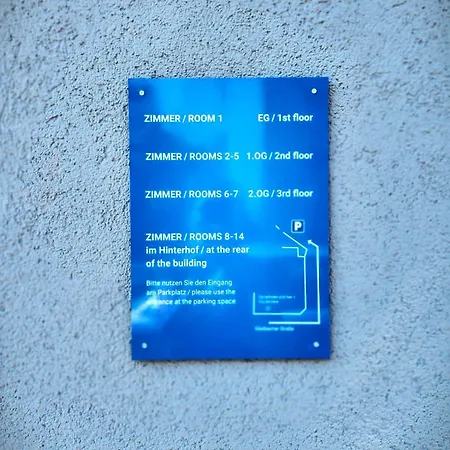 ZIMMER / ROOM 1 EG / 1st floor
ZIMMER / ROOMS 2-5 1.OG / 2nd floor
ZIMMER / ROOMS 6-7 2.OG / 3rd floor
P
ZIMMER / ROOMS 8-14
im Hinterhof / at the rear
of the building
Bitte nutzen Sie den Eingang
am Parkplatz / please use the
entrance at the parking space
Straße